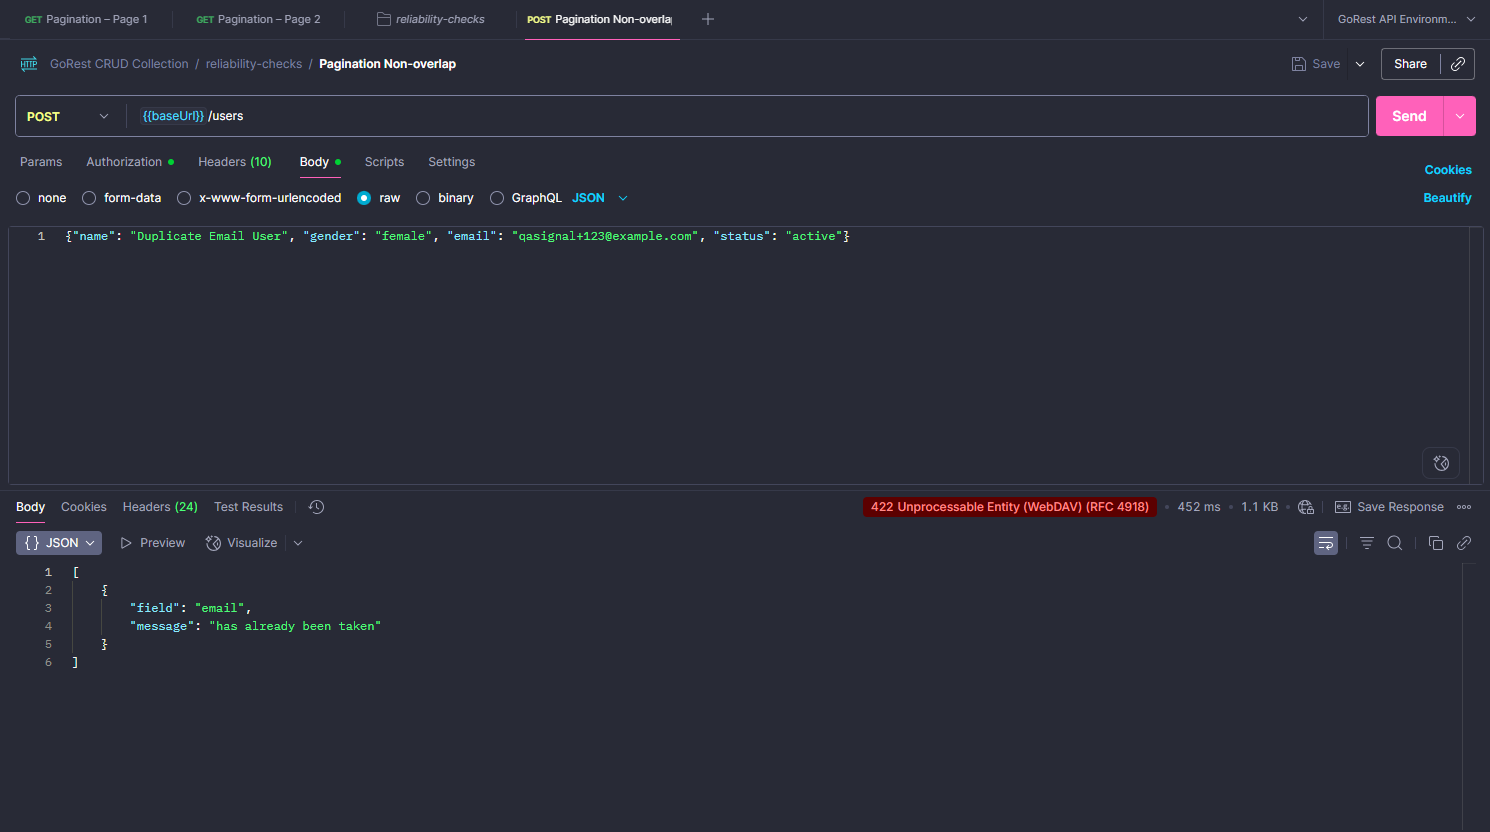 GET Pagination – Page 1
GET Pagination – Page 2
reliability-checks
POST Pagination Non-overla
GoRest API Environm...
HTTP GoRest CRUD Collection / reliability-checks / Pagination Non-overlap
Save
Share
POST
{{baseUrl}} /users
Send
Params
Authorization
Headers (10)
Body
Scripts
Settings
Cookies
none
form-data
x-www-form-urlencoded
raw
binary
GraphQL
JSON
Beautify
1 {"name": "Duplicate Email User", "gender": "female", "email": "qasignal+123@example.com", "status": "active"}
Body
Cookies
Headers (24)
Test Results
422 Unprocessable Entity (WebDAV) (RFC 4918)
452 ms
1.1 KB
e.g. Save Response
{} JSON
Preview
Visualize
1 [
2 {
3 "field": "email",
4 "message": "has already been taken"
5 }
6 ]